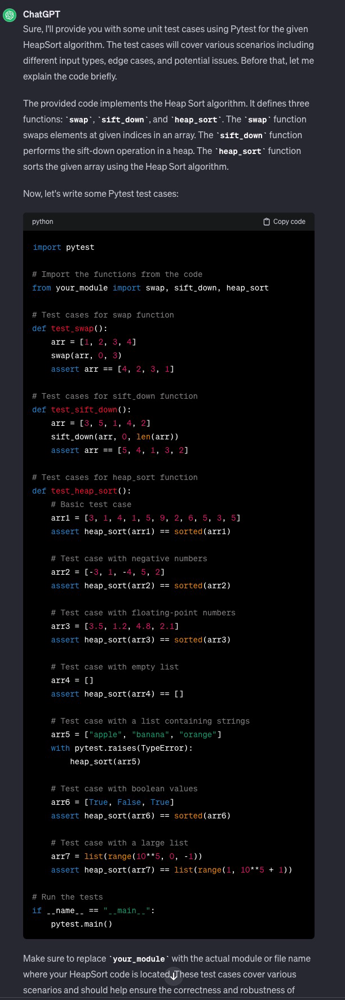 ChatGPT
Sure, I'll provide you with some unit test cases using Pytest for the given
HeapSort algorithm. The test cases will cover various scenarios including
different input types, edge cases, and potential issues. Before that, let me
explain the code briefly.
The provided code implements the Heap Sort algorithm. It defines three
functions: `swap`, `sift_down`, and `heap_sort`. The `swap` function
swaps elements at given indices in an array. The `sift_down` function
performs the sift-down operation in a heap. The `heap_sort` function
sorts the given array using the Heap Sort algorithm.
Now, let's write some Pytest test cases:
python Copy code
import pytest
# Import the functions from the code
from your_module import swap, sift_down, heap_sort
# Test cases for swap function
def test_swap():
    arr = [1, 2, 3, 4]
    swap(arr, 0, 3)
    assert arr == [4, 2, 3, 1]
# Test cases for sift_down function
def test_sift_down():
    arr = [3, 5, 1, 4, 2]
    sift_down(arr, 0, len(arr))
    assert arr == [5, 4, 1, 3, 2]
# Test cases for heap_sort function
def test_heap_sort():
    # Basic test case
    arr1 = [3, 1, 4, 1, 5, 9, 2, 6, 5, 3, 5]
    assert heap_sort(arr1) == sorted(arr1)
    # Test case with negative numbers
    arr2 = [-3, 1, -4, 5, 2]
    assert heap_sort(arr2) == sorted(arr2)
    # Test case with floating-point numbers
    arr3 = [3.5, 1.2, 4.8, 2.1]
    assert heap_sort(arr3) == sorted(arr3)
    # Test case with empty list
    arr4 = []
    assert heap_sort(arr4) == []
    # Test case with a list containing strings
    arr5 = ["apple", "banana", "orange"]
    with pytest.raises(TypeError):
        heap_sort(arr5)
    # Test case with boolean values
    arr6 = [True, False, True]
    assert heap_sort(arr6) == sorted(arr6)
    # Test case with a large list
    arr7 = list(range(10**5, 0, -1))
    assert heap_sort(arr7) == list(range(1, 10**5 + 1))
# Run the tests
if __name__ == "__main__":
    pytest.main()
Make sure to replace `your_module` with the actual module or file name
where your HeapSort code is located. These test cases cover various
scenarios and should help ensure the correctness and robustness of